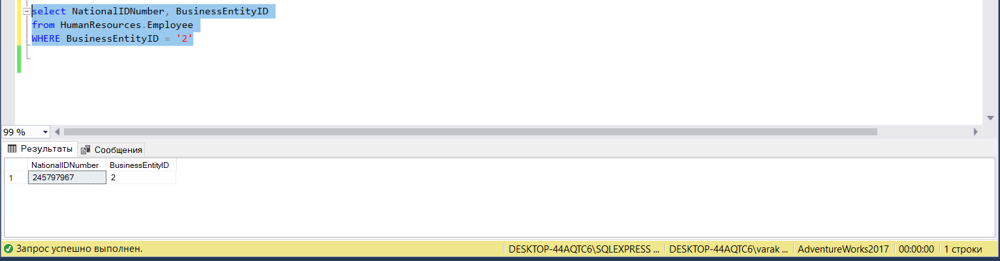 select NationalIDNumber, BusinessEntityID
from HumanResources.Employee
WHERE BusinessEntityID = '2'
99 %
Результаты Сообщения
NationalIDNumber BusinessEntityID
1 245797967 2
Запрос успешно выполнен. DESKTOP-44AQTC6\SQLEXPRESS ... DESKTOP-44AQTC6\varak ... AdventureWorks2017 00:00:00 1 строки